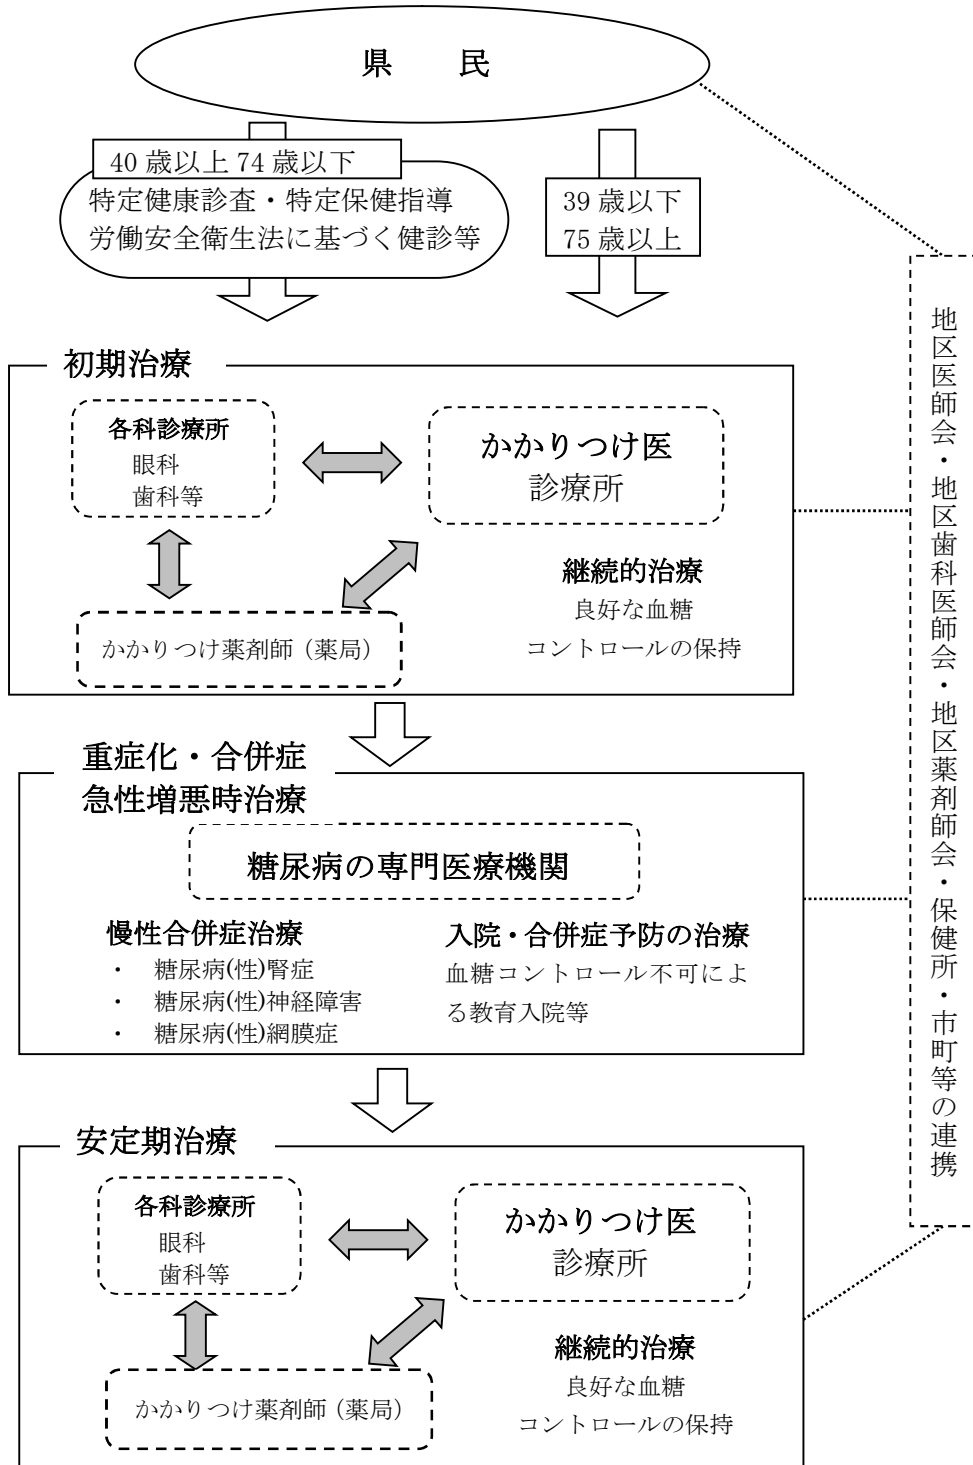 県　　民
40 歳以上 74 歳以下
特定健康診査・特定保健指導
労働安全衛生法に基づく健診等
39 歳以下
75 歳以上
初期治療
各科診療所
眼科
歯科等
かかりつけ医
診療所
継続的治療
良好な血糖
コントロールの保持
かかりつけ薬剤師（薬局）
重症化・合併症
急性増悪時治療
糖尿病の専門医療機関
慢性合併症治療
・　糖尿病(性)腎症
・　糖尿病(性)神経障害
・　糖尿病(性)網膜症
入院・合併症予防の治療
血糖コントロール不可によ
る教育入院等
安定期治療
各科診療所
眼科
歯科等
かかりつけ医
診療所
継続的治療
良好な血糖
コントロールの保持
かかりつけ薬剤師（薬局）
地区医師会・地区歯科医師会・地区薬剤師会・保健所・市町等の連携